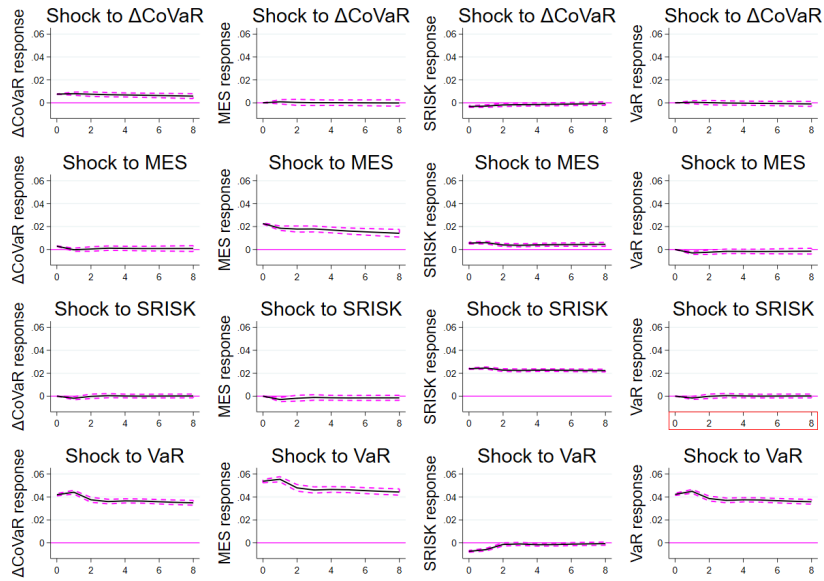 Shock to ΔCoVaR Shock to ΔCoVaR Shock to ΔCoVaR Shock to ΔCoVaR
ΔCoVaR response MES response SRISK response VaR response
.06 .06 .06 .06
.04 .04 .04 .04
.02 .02 .02 .02
0 0 0 0
0 2 4 6 8 0 2 4 6 8 0 2 4 6 8 0 2 4 6 8
Shock to MES Shock to MES Shock to MES Shock to MES
ΔCoVaR response MES response SRISK response VaR response
.06 .06 .06 .06
.04 .04 .04 .04
.02 .02 .02 .02
0 0 0 0
0 2 4 6 8 0 2 4 6 8 0 2 4 6 8 0 2 4 6 8
Shock to SRISK Shock to SRISK Shock to SRISK Shock to SRISK
ΔCoVaR response MES response SRISK response VaR response
.06 .06 .06 .06
.04 .04 .04 .04
.02 .02 .02 .02
0 0 0 0
0 2 4 6 8 0 2 4 6 8 0 2 4 6 8 0 2 4 6 8
Shock to VaR Shock to VaR Shock to VaR Shock to VaR
ΔCoVaR response MES response SRISK response VaR response
.06 .06 .06 .06
.04 .04 .04 .04
.02 .02 .02 .02
0 0 0 0
0 2 4 6 8 0 2 4 6 8 0 2 4 6 8 0 2 4 6 8